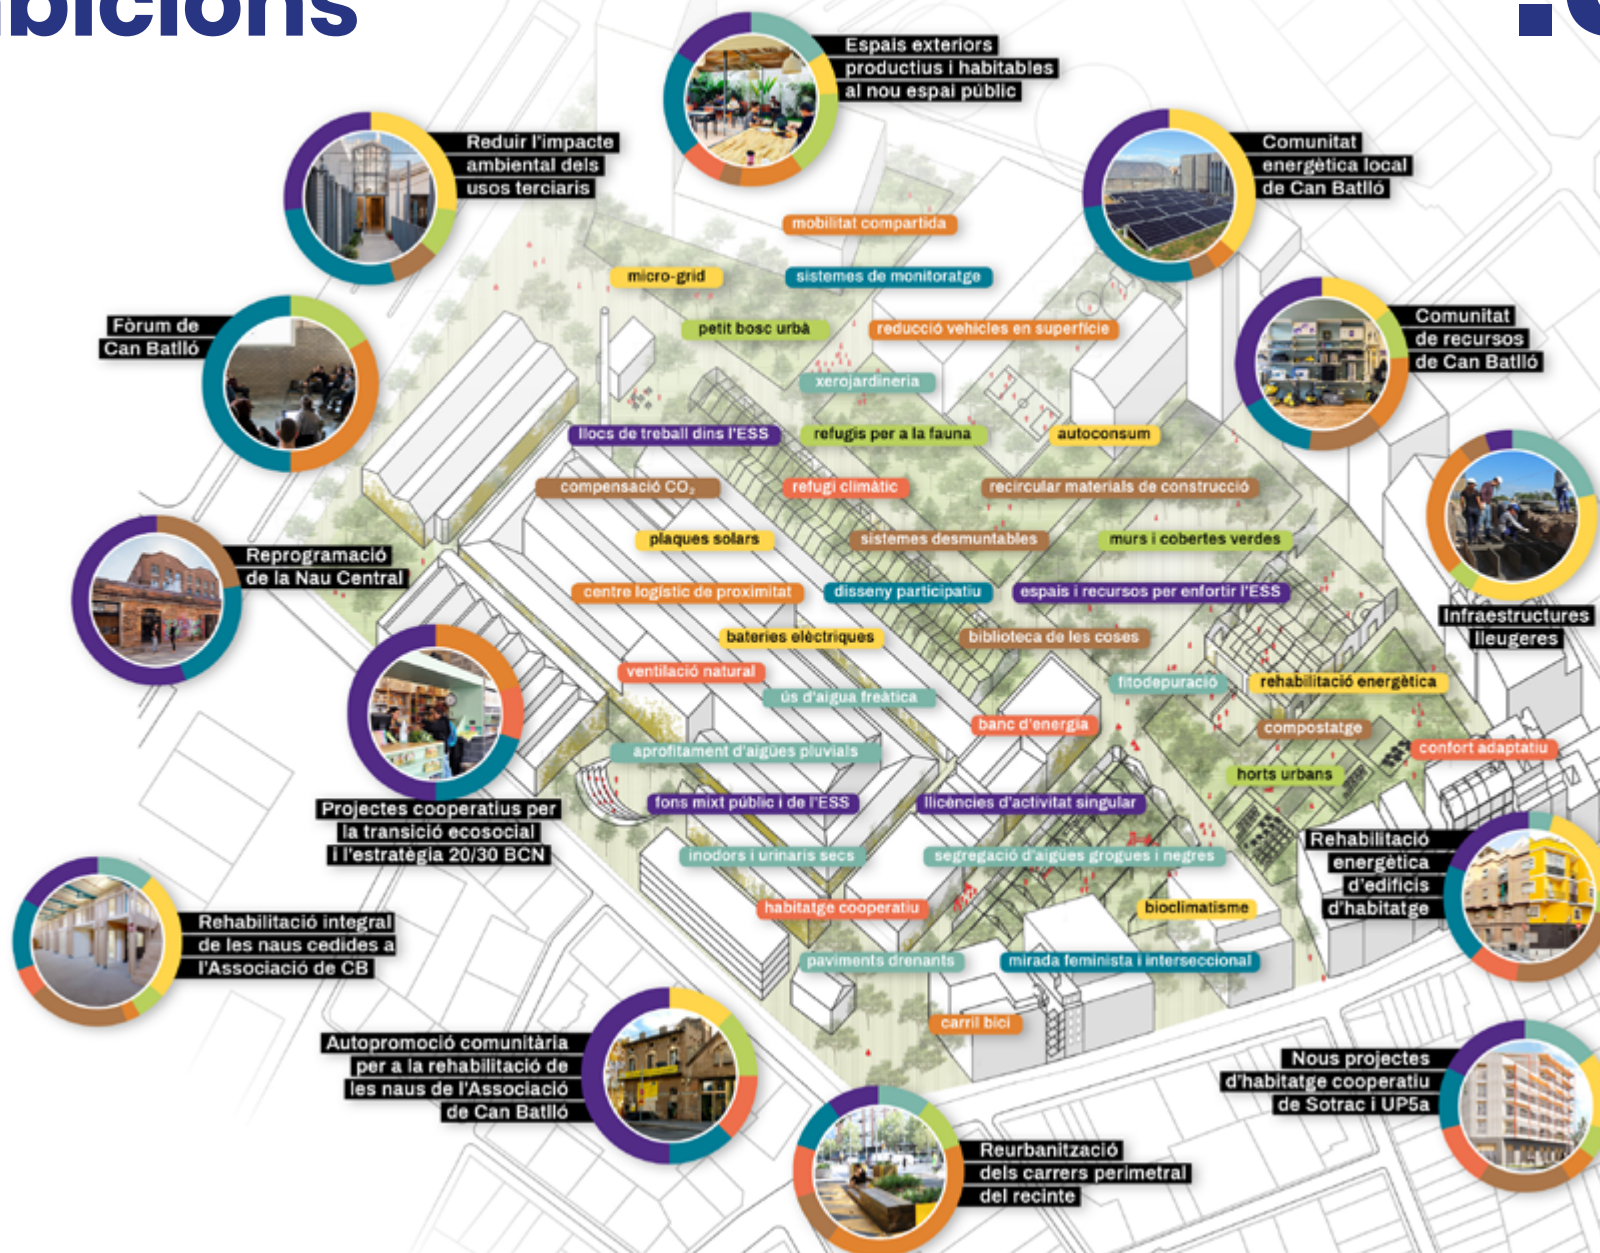 bicions
Espais exteriors
productius i habitables
al nou espai públic
Reduir l'impacte
ambiental dels
usos terciaris
Comunitat
energètica local
de Can Batlló
mobilitat compartida
micro-grid
sistemes de monitoratge
Fòrum de
Can Batlló
petit bosc urbà
reducció vehicles en superfície
Comunitat
de recursos
de Can Batlló
xerojardineria
llocs de treball dins l'ESS
refugis per a la fauna
autoconsum
compensació CO₂
refugi climàtic
recircular materials de construcció
plaques solars
sistemes desmuntables
murs i cobertes verdes
Reprogramació
de la Nau Central
centre logístic de proximitat
disseny participatiu
espais i recursos per enfortir l'ESS
Infraestructures
lleugeres
bateries elèctriques
biblioteca de les coses
ventilació natural
ús d'aigua freàtica
fitodepuració
rehabilitació energètica
banc d'energia
compostatge
aprofitament d'aigües pluvials
confort adaptatiu
horts urbans
Projectes cooperatius per
la transició ecosocial
i l'estratègia 20/30 BCN
fons mixt públic i de l'ESS
llicències d'activitat singular
inodors i urinaris secs
segregació d'aigues grogues i negres
Rehabilitació
energètica
d'edificis
d'habitatge
habitatge cooperatiu
bioclimatisme
Rehabilitació integral
de les naus cedides a
l'Associació de CB
paviments drenants
mirada feminista i interseccional
carril bici
Autopromoció comunitària
per a la rehabilitació de
les naus de l'Associació
de Can Batlló
Nous projectes
d'habitatge cooperatiu
de Sotrac i UP5a
Reurbanització
dels carrers perimetral
del recinte